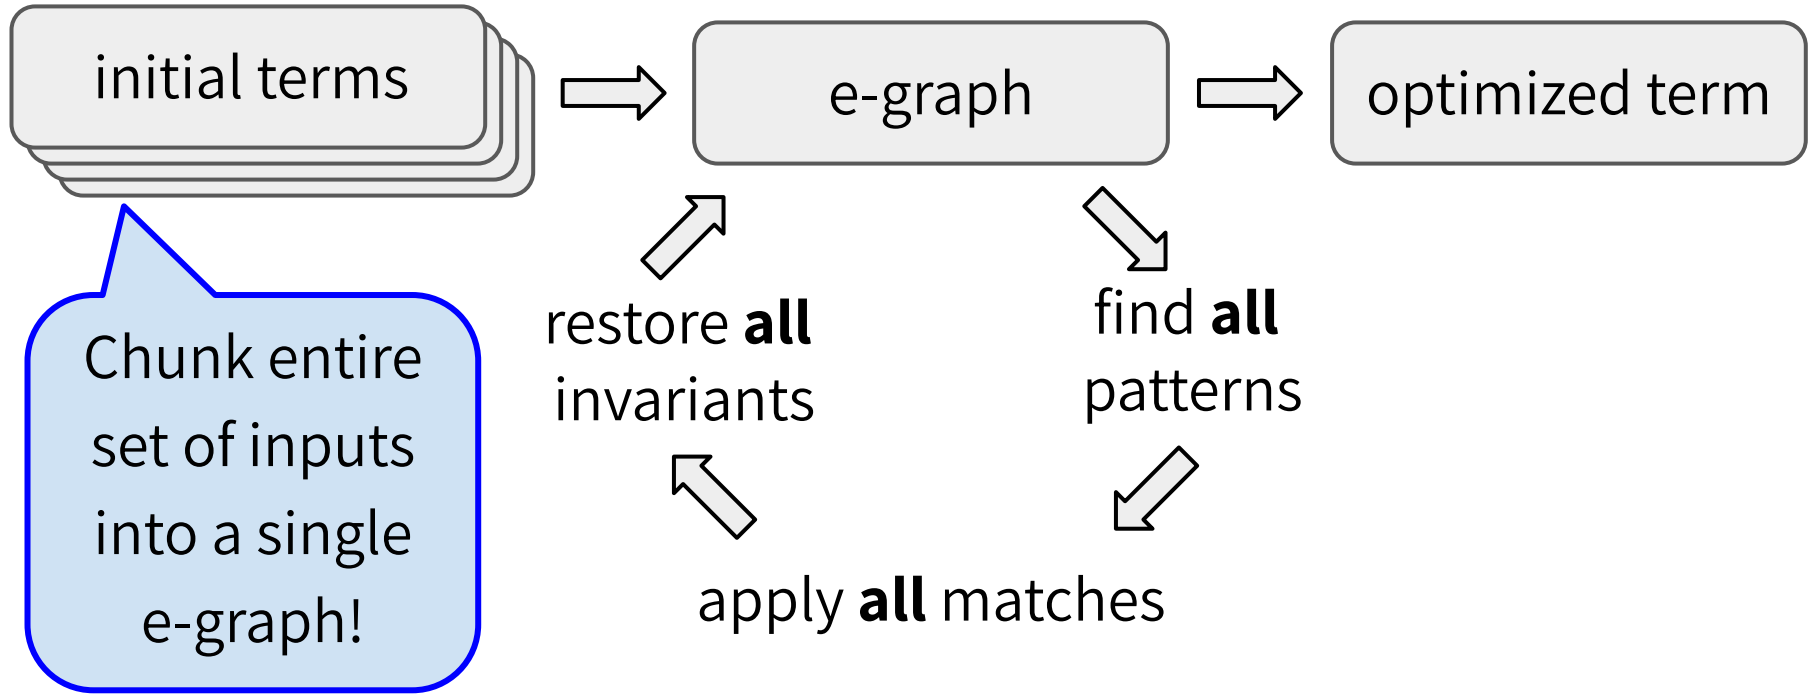 initial terms
e-graph
optimized term
restore all
invariants
find all
patterns
apply all matches
Chunk entire
set of inputs
into a single
e-graph!